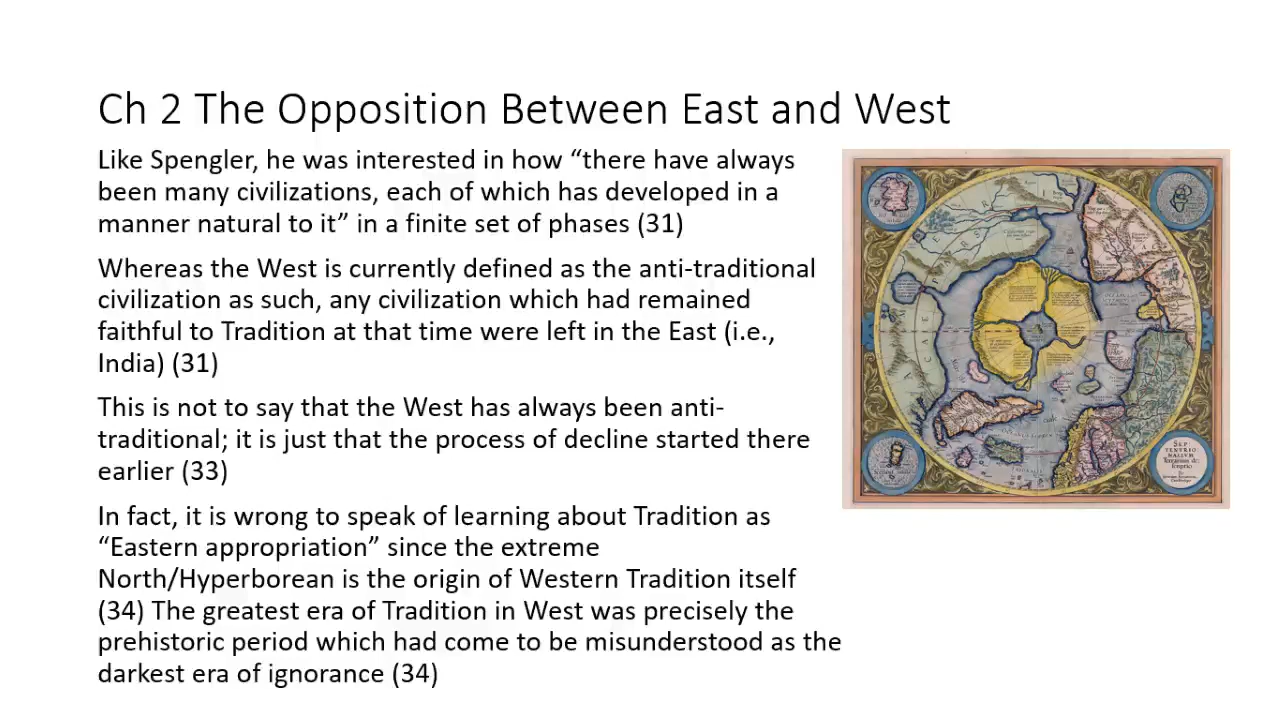 Ch 2 The Opposition Between East and West
Like Spengler, he was interested in how “there have always
been many civilizations, each of which has developed in a
manner natural to it” in a finite set of phases (31)
Whereas the West is currently defined as the anti-traditional
civilization as such, any civilization which had remained
faithful to Tradition at that time were left in the East (i.e.,
India) (31)
This is not to say that the West has always been anti-
traditional; it is just that the process of decline started there
earlier (33)
In fact, it is wrong to speak of learning about Tradition as
“Eastern appropriation” since the extreme
North/Hyperborean is the origin of Western Tradition itself
(34) The greatest era of Tradition in West was precisely the
prehistoric period which had come to be misunderstood as the
darkest era of ignorance (34)
SEP